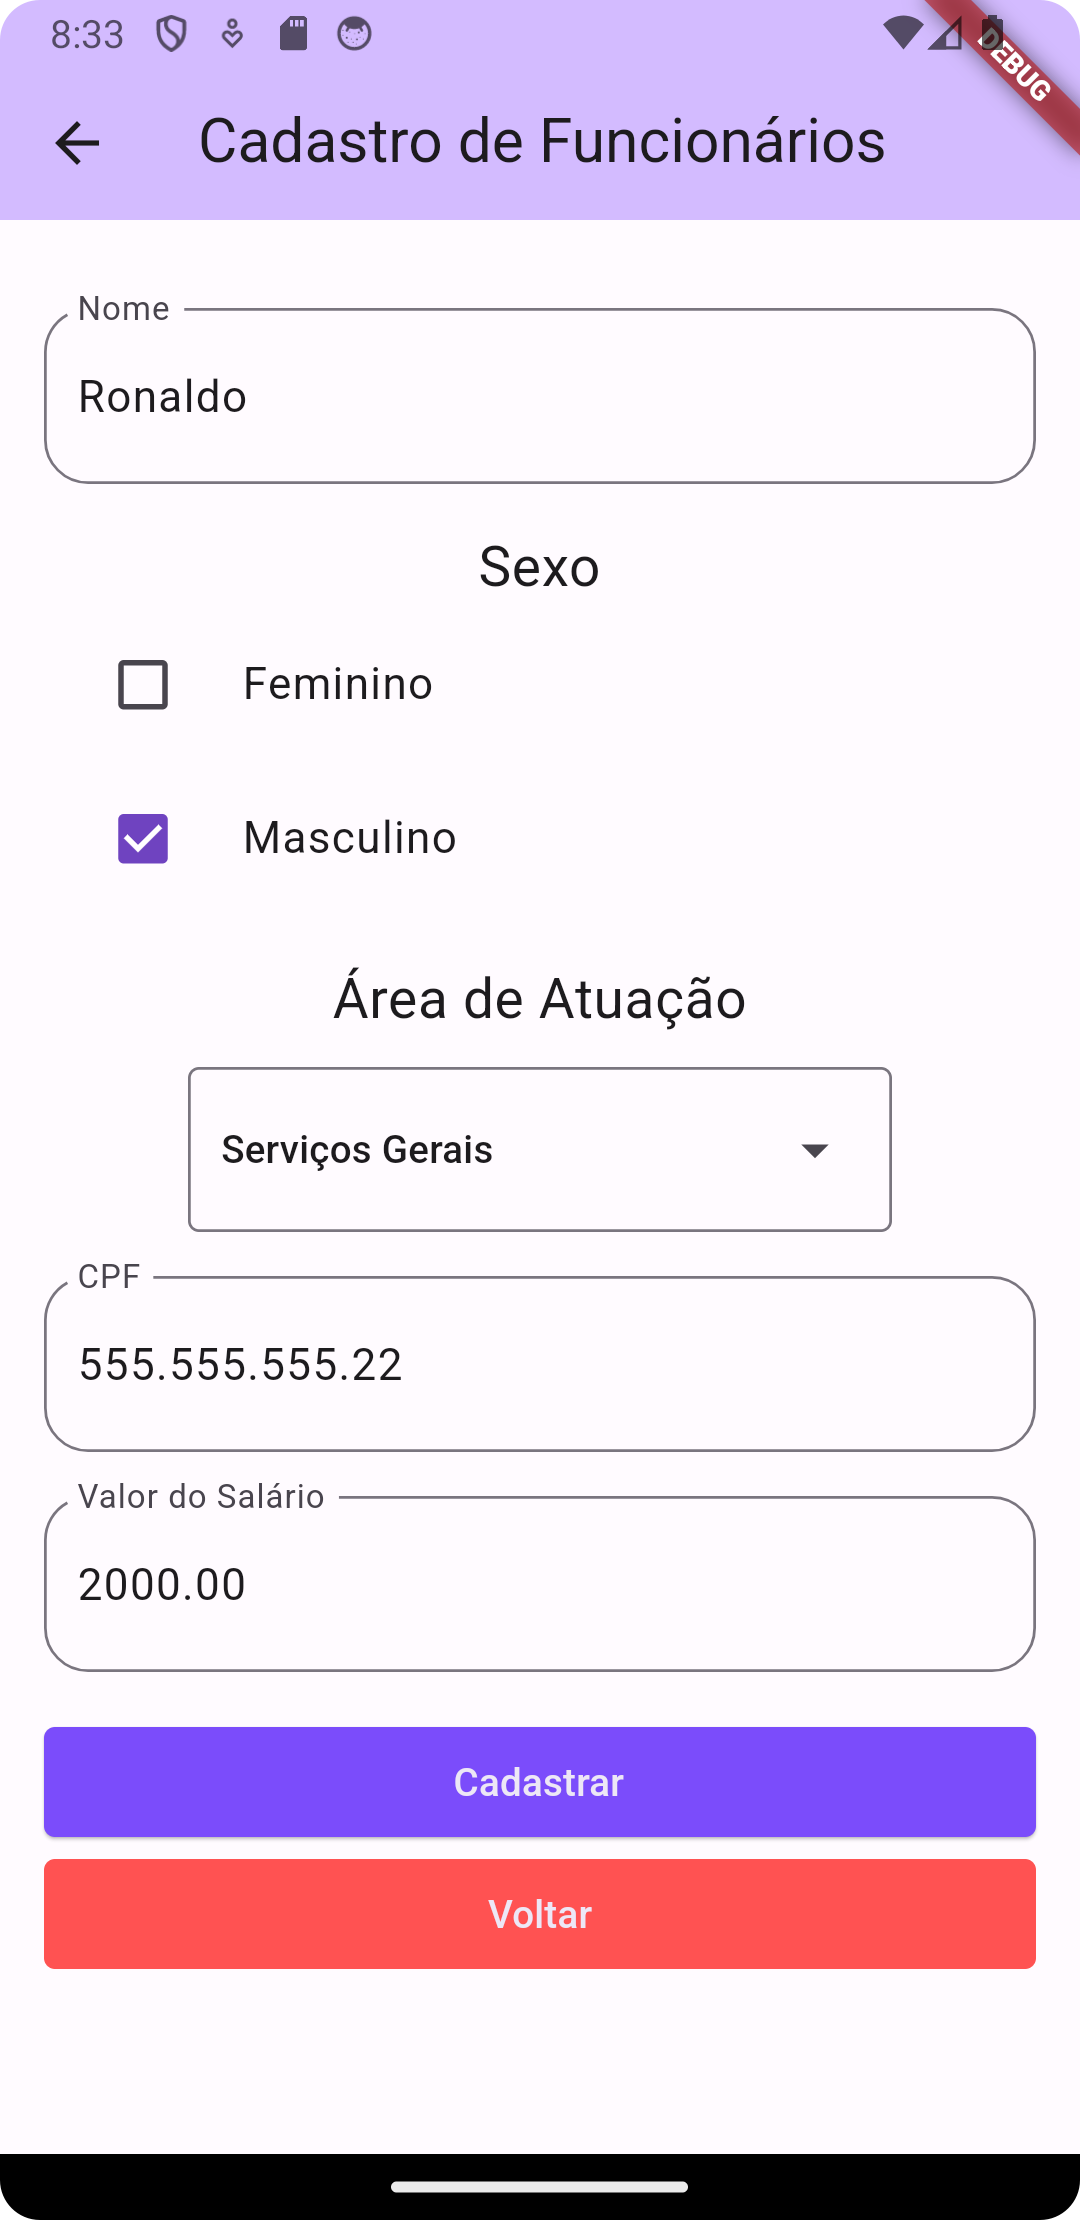 8:33
DEBUG
Cadastro de Funcionários
Nome
Ronaldo
Sexo
Feminino
Masculino
Área de Atuação
Serviços Gerais
CPF
555.555.555.22
Valor do Salário
2000.00
Cadastrar
Voltar